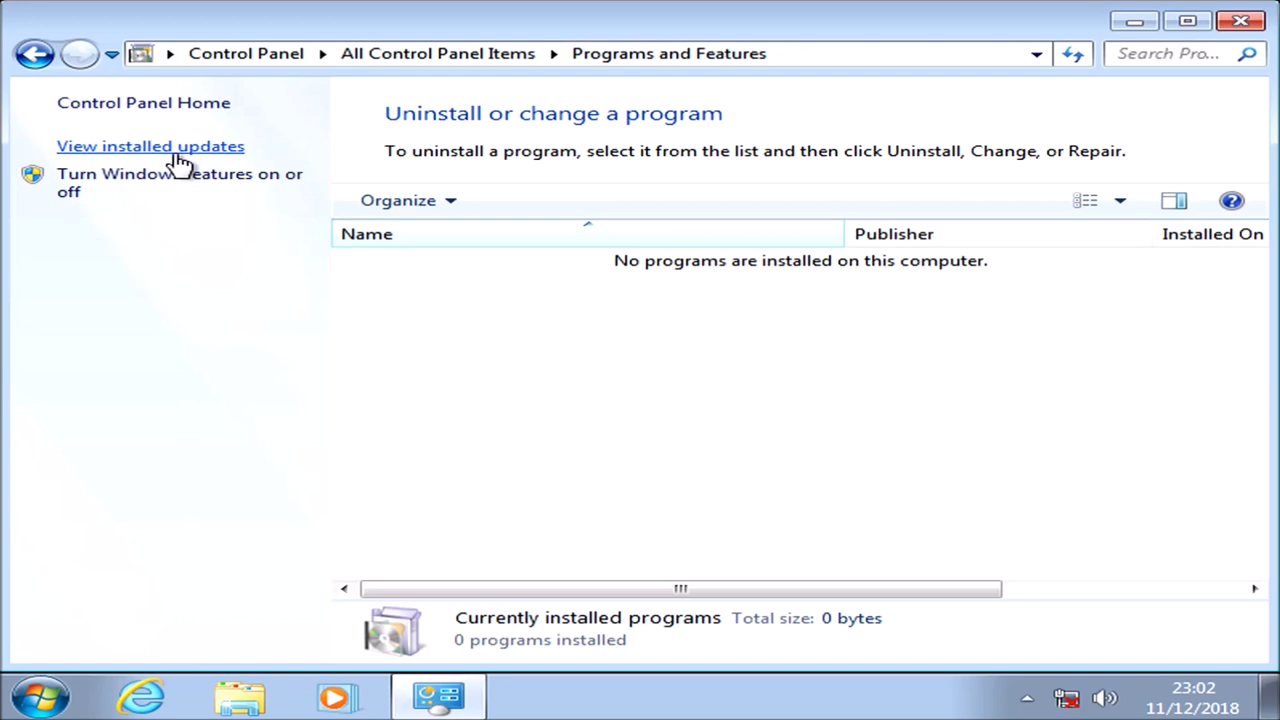 Control Panel All Control Panel Items Programs and Features Search Pro...
Control Panel Home
View installed updates
Turn Windows features on or
off
Uninstall or change a program
To uninstall a program, select it from the list and then click Uninstall, Change, or Repair.
Organize
Name Publisher Installed On
No programs are installed on this computer.
Currently installed programs Total size: 0 bytes
0 programs installed
23:02
11/12/2018